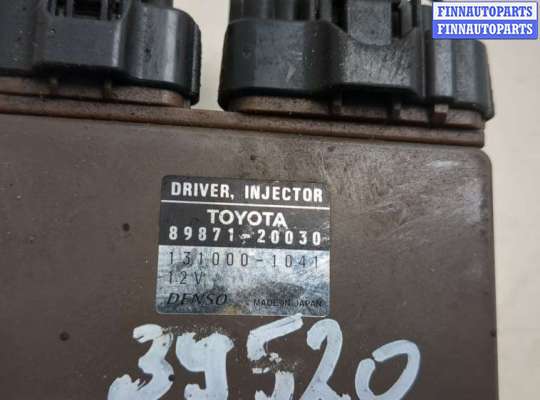 FINNAUTOPARTS
FINNAUTOPARTS
DRIVER, INJECTOR
TOYOTA
89871-20030
131000-1041
12V
DENSO MADE IN JAPAN
39520